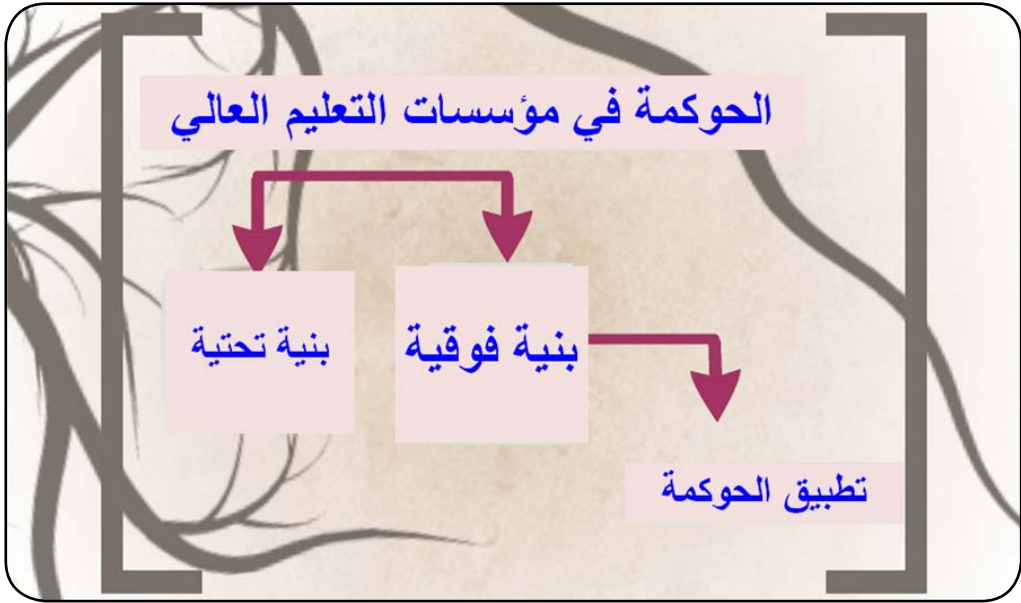 الحوكمة في مؤسسات التعليم العالي
بنية فوقية
بنية تحتية
تطبيق الحوكمة